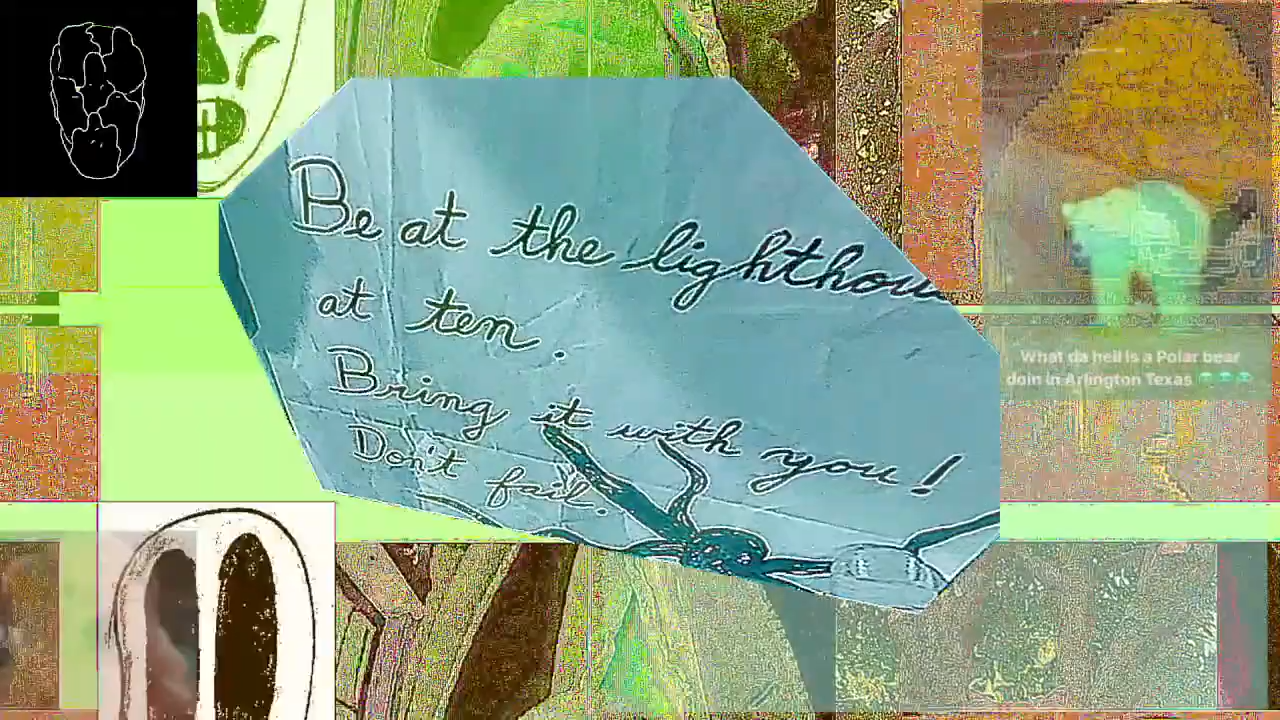 Be at the lighthou
at ten.
Bring it with you!
Don't fail.
What da hell is a Polar bear
doin in Arlington Texas